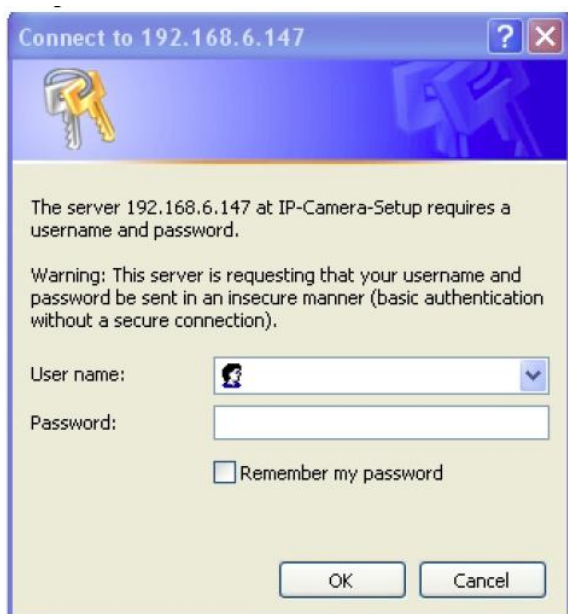 Connect to 192.168.6.147
The server 192.168.6.147 at IP-Camera-Setup requires a
username and password.
Warning: This server is requesting that your username and
password be sent in an insecure manner (basic authentication
without a secure connection).
User name:
Password:
Remember my password
OK
Cancel